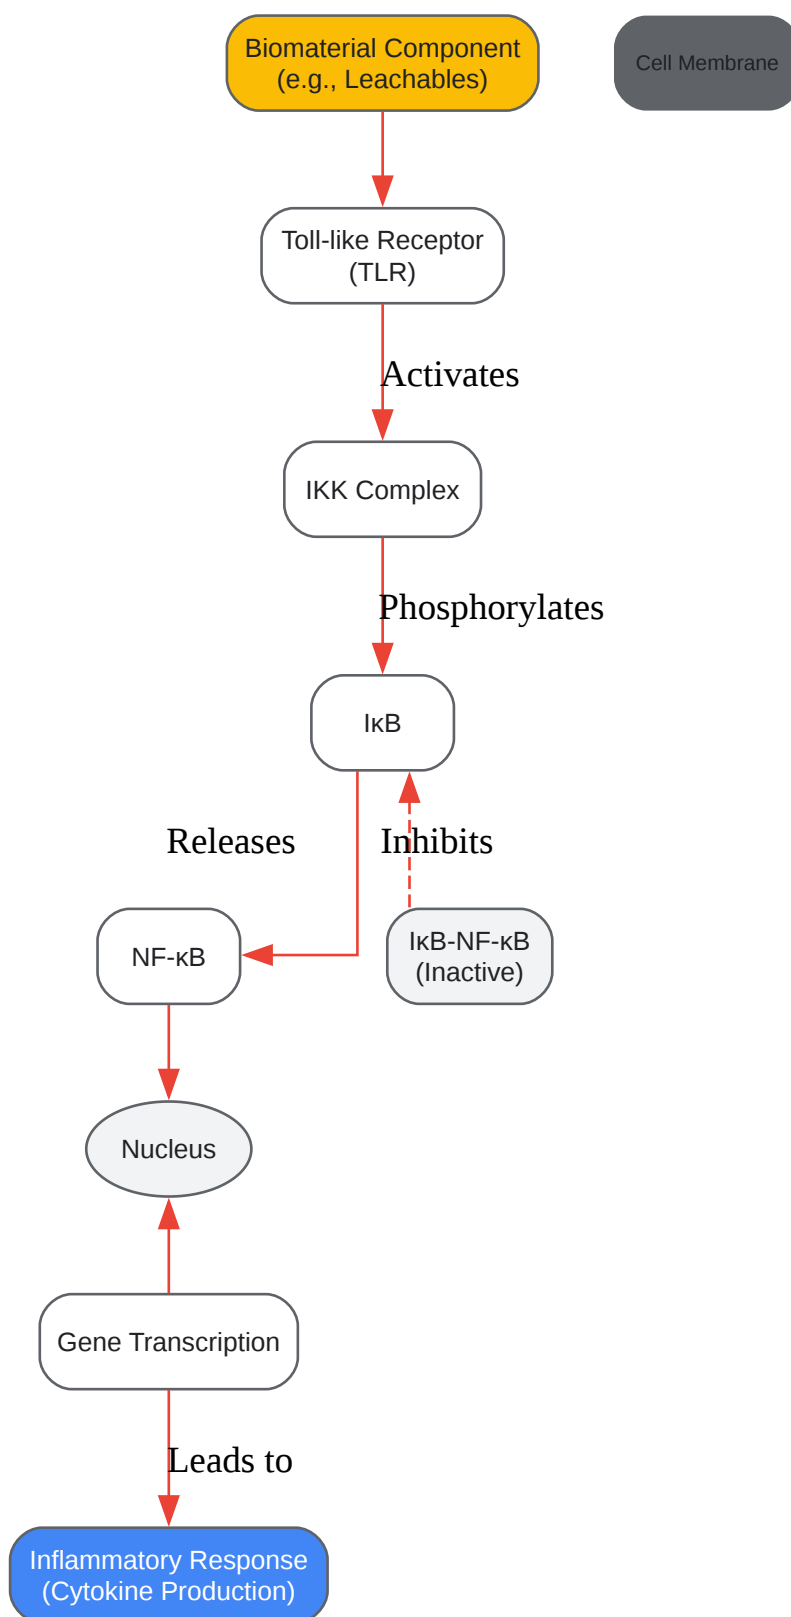 Biomaterial Component
(e.g., Leachables)
Cell Membrane
Toll-like Receptor
(TLR)
Activates
IKK Complex
Phosphorylates
IκB
Releases
Inhibits
NF-κB
IκB-NF-κB
(Inactive)
Nucleus
Gene Transcription
Leads to
Inflammatory Response
(Cytokine Production)